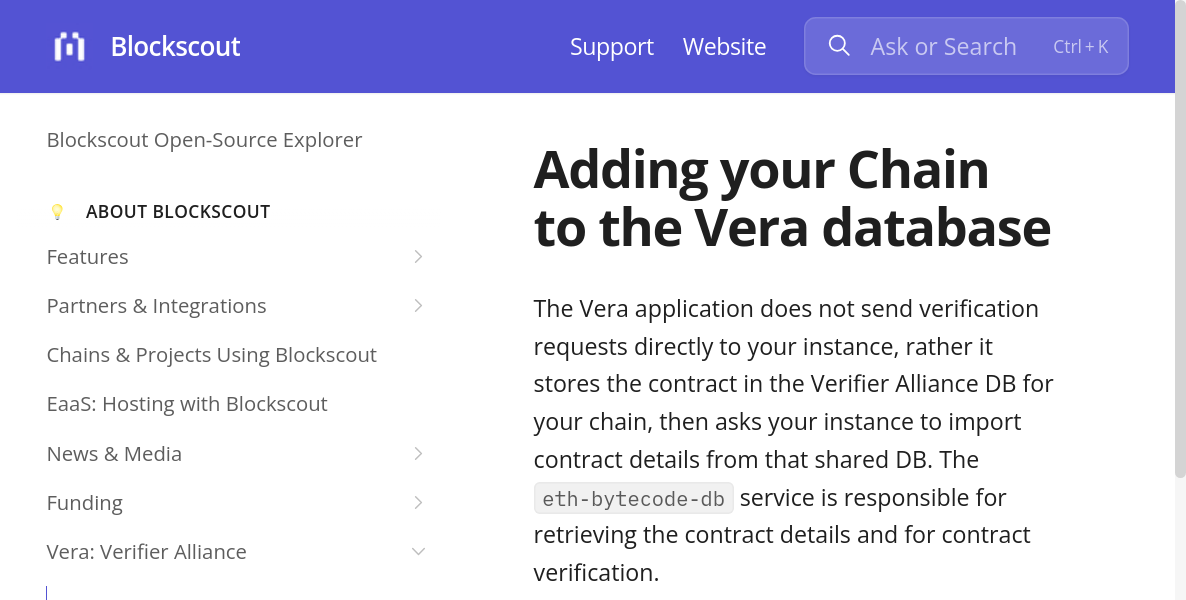 Blockscout
Support
Website
Ask or Search
Ctrl + K
Blockscout Open-Source Explorer
ABOUT BLOCKSCOUT
Features
Partners & Integrations
Chains & Projects Using Blockscout
EaaS: Hosting with Blockscout
News & Media
Funding
Vera: Verifier Alliance
Adding your Chain
to the Vera database
The Vera application does not send verification
requests directly to your instance, rather it
stores the contract in the Verifier Alliance DB for
your chain, then asks your instance to import
contract details from that shared DB. The
eth-bytecode-db service is responsible for
retrieving the contract details and for contract
verification.